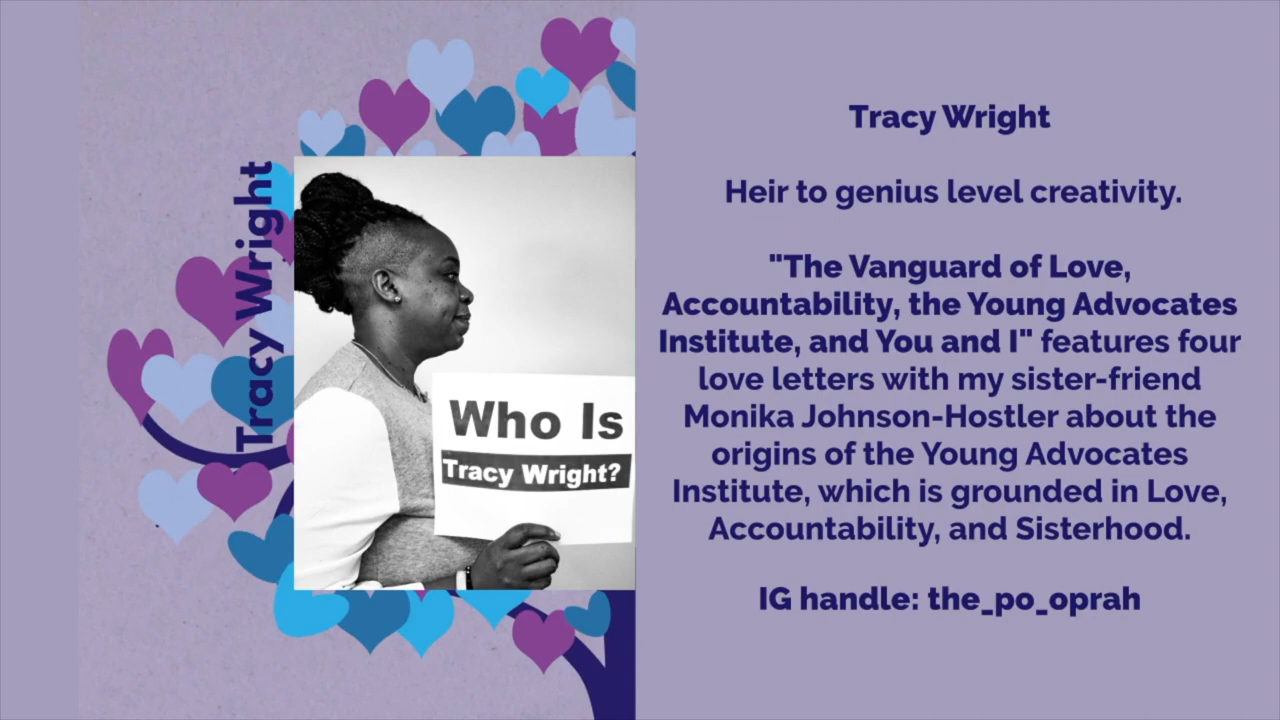 Tracy Wright
Who Is
Tracy Wright?
Tracy Wright
Heir to genius level creativity.
"The Vanguard of Love,
Accountability, the Young Advocates
Institute, and You and I" features four
love letters with my sister-friend
Monika Johnson-Hostler about the
origins of the Young Advocates
Institute, which is grounded in Love,
Accountability, and Sisterhood.
IG handle: the_po_oprah